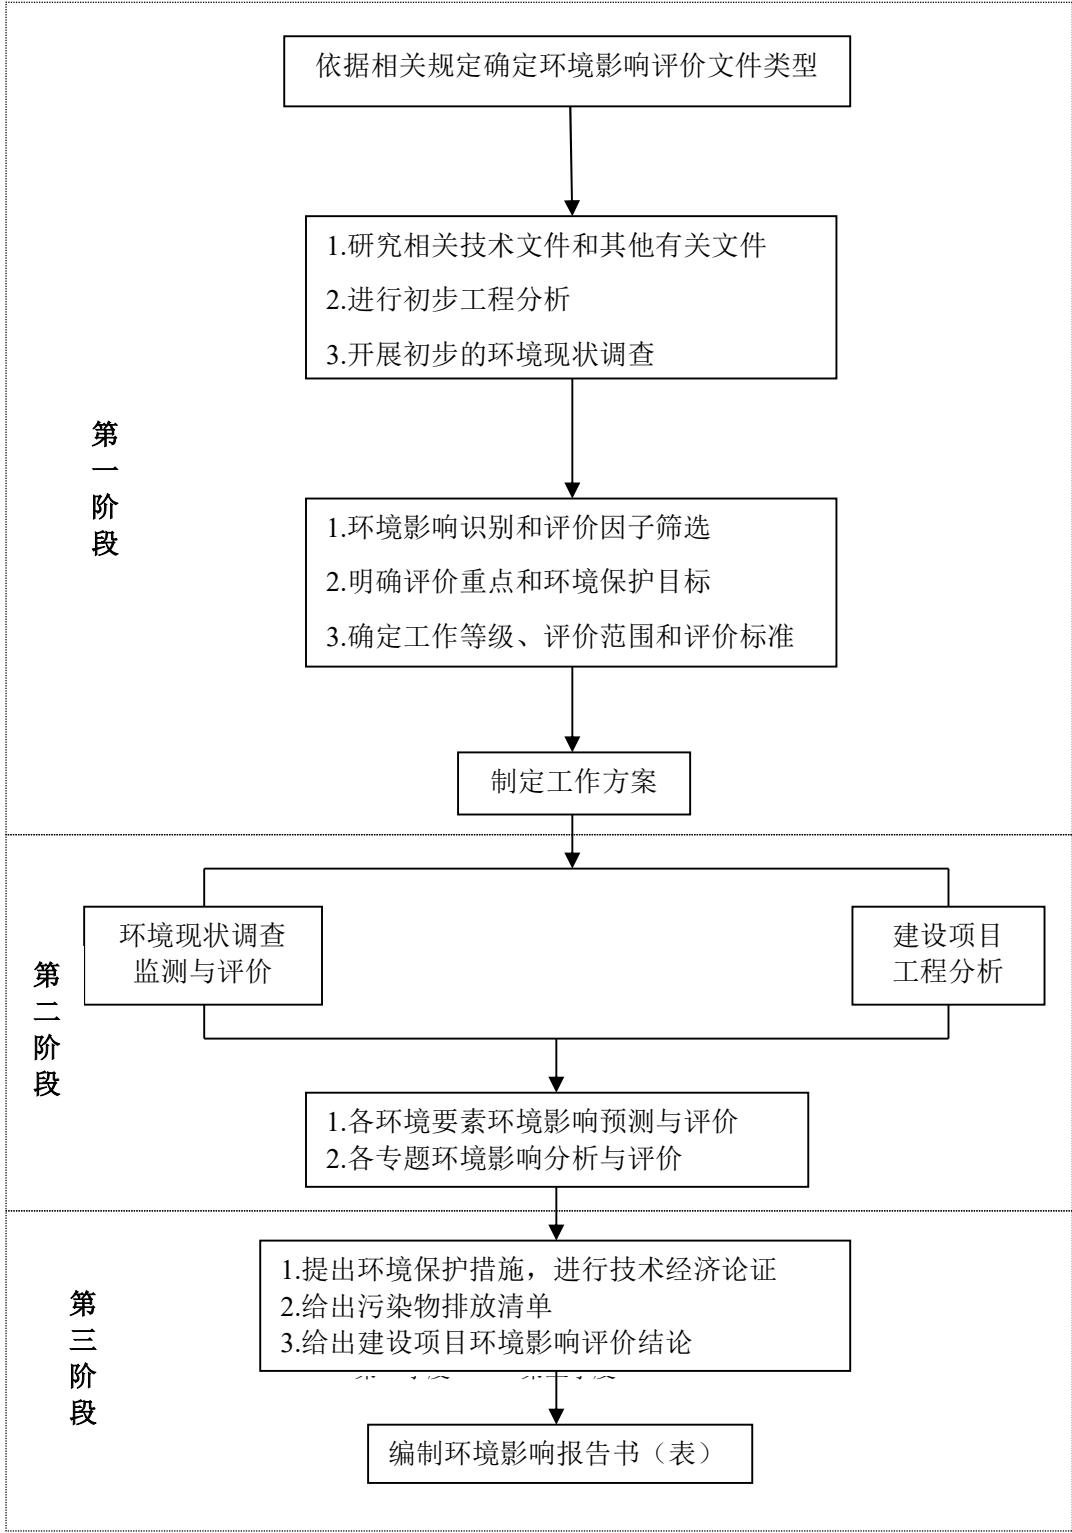 依据相关规定确定环境影响评价文件类型
1.研究相关技术文件和其他有关文件
2.进行初步工程分析
3.开展初步的环境现状调查
第一阶段
1.环境影响识别和评价因子筛选
2.明确评价重点和环境保护目标
3.确定工作等级、评价范围和评价标准
制定工作方案
环境现状调查
监测与评价
建设项目
工程分析
第二阶段
1.各环境要素环境影响预测与评价
2.各专题环境影响分析与评价
1.提出环境保护措施，进行技术经济论证
2.给出污染物排放清单
3.给出建设项目环境影响评价结论
第三阶段
编制环境影响报告书（表）